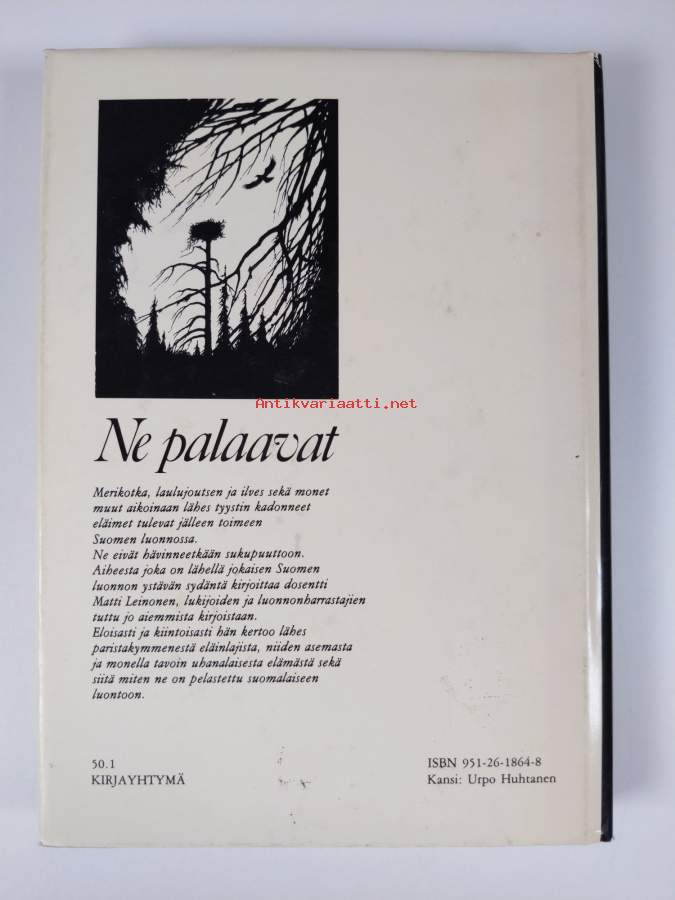 Antikvariaatti.net
Ne palaavat
Merikotka, laulujoutsen ja ilves sekä monet
muut aikoinaan lähes tyystin kadonneet
eläimet tulevat jälleen toimeen
Suomen luonnossa.
Ne eivät hävinneetkään sukupuuttoon.
Aiheesta joka on lähellä jokaisen Suomen
luonnon ystävän sydäntä kirjoittaa dosentti
Matti Leinonen, lukijoiden ja luonnonharrastajien
tuttu jo aiemmista kirjoistaan.
Eloisasti ja kiintoisasti hän kertoo lähes
paristakymmenestä eläinlajista, niiden asemasta
ja monella tavoin uhanalaisesta elämästä sekä
siitä miten ne on pelastettu suomalaiseen
luontoon.
50.1
KIRJAYHTYMÄ
ISBN 951-26-1864-8
Kansi: Urpo Huhtanen